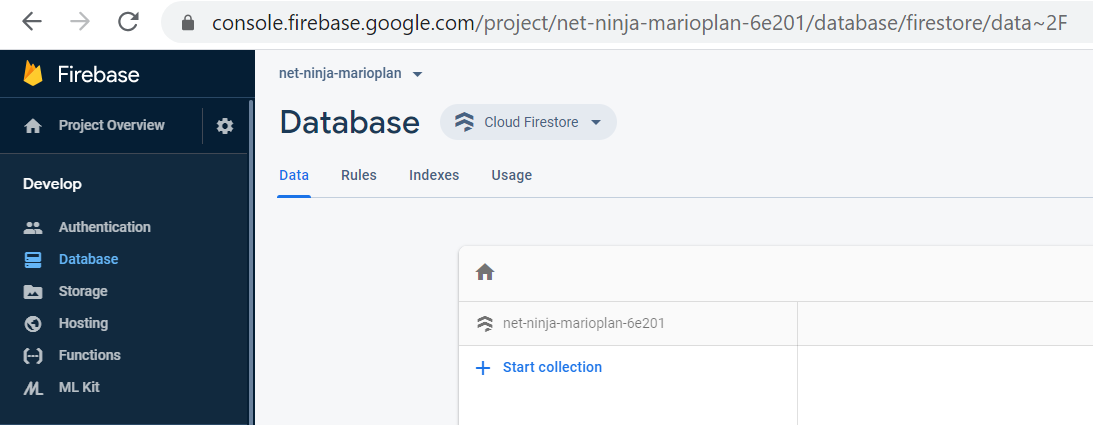 console.firebase.google.com/project/net-ninja-marioplan-6e201/database/firestore/data~2F
Firebase
Project Overview
Develop
Authentication
Database
Storage
Hosting
Functions
ML Kit
net-ninja-marioplan
Database
Cloud Firestore
Data Rules Indexes Usage
net-ninja-marioplan-6e201
+ Start collection